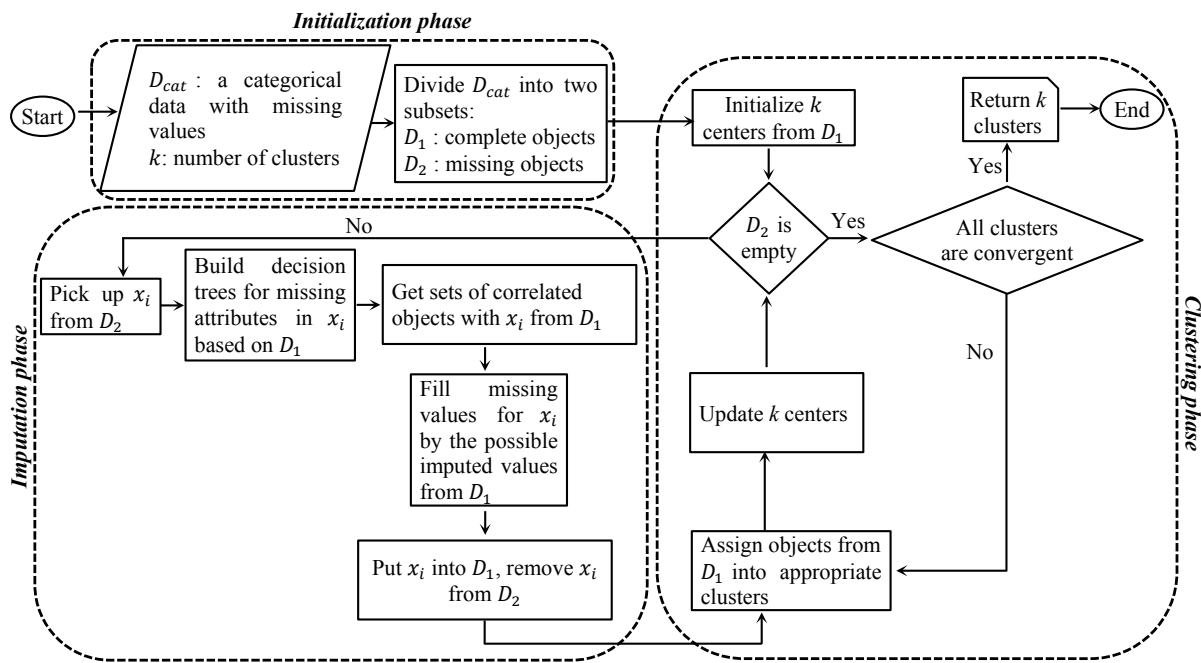 Initialization phase
Start
D_cat : a categorical
data with missing
values
k: number of clusters
Divide D_cat into two
subsets:
D_1 : complete objects
D_2 : missing objects
Initialize k
centers from D_1
Return k
clusters
End
Yes
D_2 is
empty
Yes
All clusters
are convergent
No
No
Pick up x_i
from D_2
Build decision
trees for missing
attributes in x_i
based on D_1
Get sets of correlated
objects with x_i from D_1
Fill missing
values for x_i
by the possible
imputed values
from D_1
Put x_i into D_1, remove x_i
from D_2
Update k centers
Assign objects from
D_1 into appropriate
clusters
Imputation phase
Clustering phase